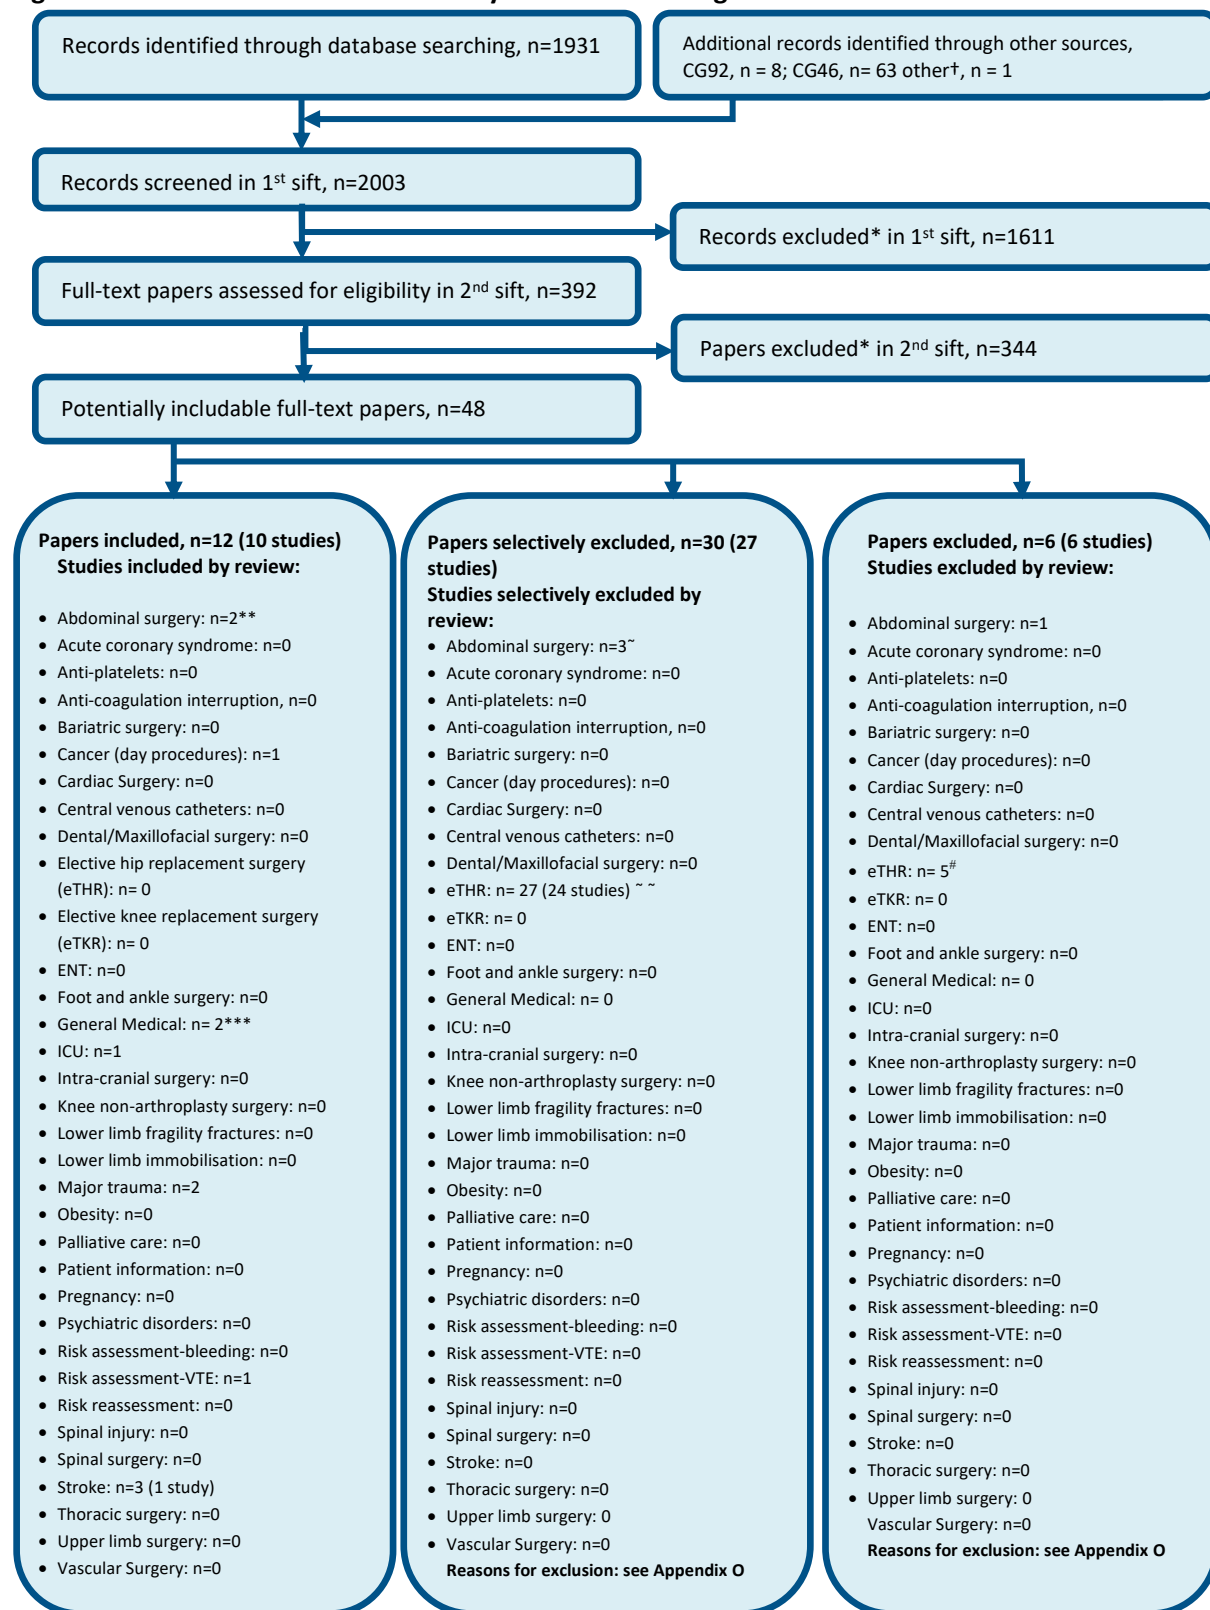 Records identified through database searching, n=1931
Additional records identified through other sources,
CG92, n = 8; CG46, n= 63 other†, n = 1
Records screened in 1st sift, n=2003
Records excluded* in 1st sift, n=1611
Full-text papers assessed for eligibility in 2nd sift, n=392
Papers excluded* in 2nd sift, n=344
Potentially includable full-text papers, n=48
Papers included, n=12 (10 studies)
Studies included by review:
• Abdominal surgery: n=2**
• Acute coronary syndrome: n=0
• Anti-platelets: n=0
• Anti-coagulation interruption, n=0
• Bariatric surgery: n=0
• Cancer (day procedures): n=1
• Cardiac Surgery: n=0
• Central venous catheters: n=0
• Dental/Maxillofacial surgery: n=0
• Elective hip replacement surgery
(eTHR): n= 0
• Elective knee replacement surgery
(eTKR): n= 0
• ENT: n=0
• Foot and ankle surgery: n=0
• General Medical: n= 2***
• ICU: n=1
• Intra-cranial surgery: n=0
• Knee non-arthroplasty surgery: n=0
• Lower limb fragility fractures: n=0
• Lower limb immobilisation: n=0
• Major trauma: n=2
• Obesity: n=0
• Palliative care: n=0
• Patient information: n=0
• Pregnancy: n=0
• Psychiatric disorders: n=0
• Risk assessment-bleeding: n=0
• Risk assessment-VTE: n=1
• Risk reassessment: n=0
• Spinal injury: n=0
• Spinal surgery: n=0
• Stroke: n=3 (1 study)
• Thoracic surgery: n=0
• Upper limb surgery: n=0
• Vascular Surgery: n=0
Papers selectively excluded, n=30 (27
studies)
Studies selectively excluded by
review:
• Abdominal surgery: n=3˜
• Acute coronary syndrome: n=0
• Anti-platelets: n=0
• Anti-coagulation interruption, n=0
• Bariatric surgery: n=0
• Cancer (day procedures): n=0
• Cardiac Surgery: n=0
• Central venous catheters: n=0
• Dental/Maxillofacial surgery: n=0
• eTHR: n= 27 (24 studies) ˜ ˜
• eTKR: n= 0
• ENT: n=0
• Foot and ankle surgery: n=0
• General Medical: n= 0
• ICU: n=0
• Intra-cranial surgery: n=0
• Knee non-arthroplasty surgery: n=0
• Lower limb fragility fractures: n=0
• Lower limb immobilisation: n=0
• Major trauma: n=0
• Obesity: n=0
• Palliative care: n=0
• Patient information: n=0
• Pregnancy: n=0
• Psychiatric disorders: n=0
• Risk assessment-bleeding: n=0
• Risk assessment-VTE: n=0
• Risk reassessment: n=0
• Spinal injury: n=0
• Spinal surgery: n=0
• Stroke: n=0
• Thoracic surgery: n=0
• Upper limb surgery: 0
• Vascular Surgery: n=0
Reasons for exclusion: see Appendix O
Papers excluded, n=6 (6 studies)
Studies excluded by review:
• Abdominal surgery: n=1
• Acute coronary syndrome: n=0
• Anti-platelets: n=0
• Anti-coagulation interruption, n=0
• Bariatric surgery: n=0
• Cancer (day procedures): n=0
• Cardiac Surgery: n=0
• Central venous catheters: n=0
• Dental/Maxillofacial surgery: n=0
• eTHR: n= 5#
• eTKR: n= 0
• ENT: n=0
• Foot and ankle surgery: n=0
• General Medical: n= 0
• ICU: n=0
• Intra-cranial surgery: n=0
• Knee non-arthroplasty surgery: n=0
• Lower limb fragility fractures: n=0
• Lower limb immobilisation: n=0
• Major trauma: n=0
• Obesity: n=0
• Palliative care: n=0
• Patient information: n=0
• Pregnancy: n=0
• Psychiatric disorders: n=0
• Risk assessment-bleeding: n=0
• Risk assessment-VTE: n=0
• Risk reassessment: n=0
• Spinal injury: n=0
• Spinal surgery: n=0
• Stroke: n=0
• Thoracic surgery: n=0
• Upper limb surgery: 0
Vascular Surgery: n=0
Reasons for exclusion: see Appendix O